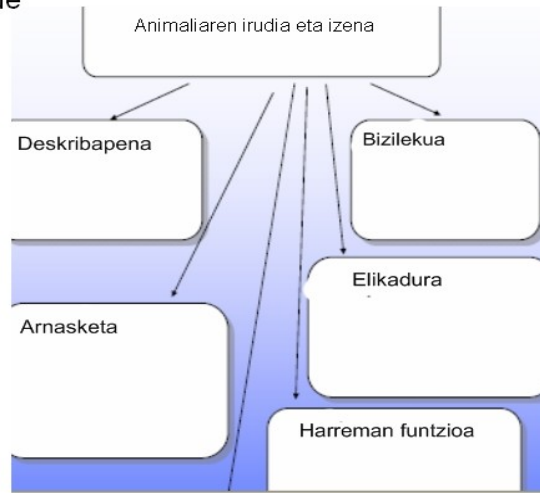 Animaliaren irudia eta izena
Deskribapena
Bizilekua
Elikadura
Arnasketa
Harreman funtzioa